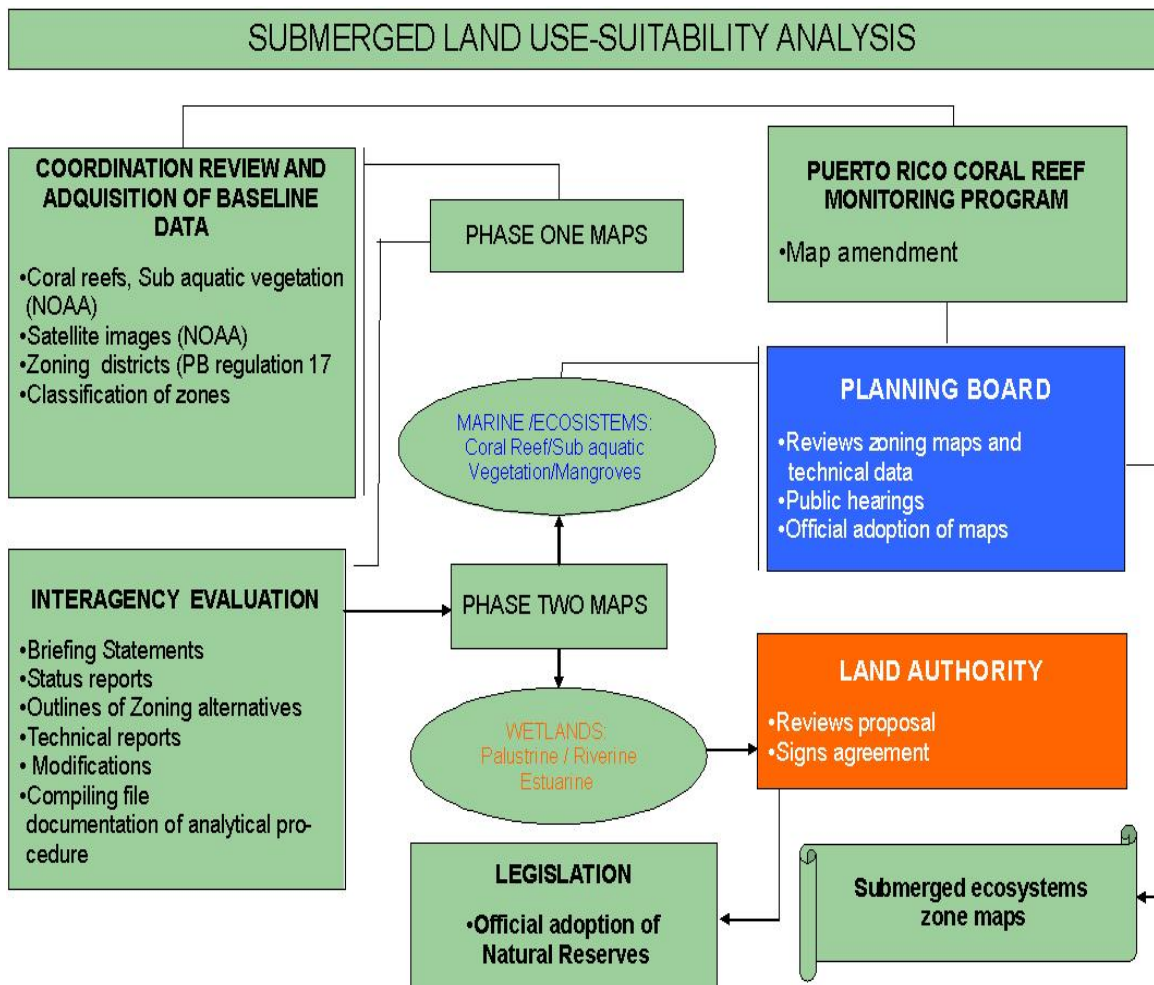 SUBMERGED LAND USE-SUITABILITY ANALYSIS
COORDINATION REVIEW AND
ADQUISITION OF BASELINE
DATA
•Coral reefs, Sub aquatic vegetation
(NOAA)
•Satellite images (NOAA)
•Zoning districts (PB regulation 17
•Classification of zones
PHASE ONE MAPS
PUERTO RICO CORAL REEF
MONITORING PROGRAM
•Map amendment
MARINE /ECOSISTEMS:
Coral Reef/Sub aquatic
Vegetation/Mangroves
PLANNING BOARD
•Reviews zoning maps and
technical data
•Public hearings
•Official adoption of maps
INTERAGENCY EVALUATION
•Briefing Statements
•Status reports
•Outlines of Zoning alternatives
•Technical reports
• Modifications
•Compiling file
documentation of analytical pro-
cedure
PHASE TWO MAPS
WETLANDS:
Palustrine / Riverine
Estuarine
LAND AUTHORITY
•Reviews proposal
•Signs agreement
LEGISLATION
•Official adoption of
Natural Reserves
Submerged ecosystems
zone maps